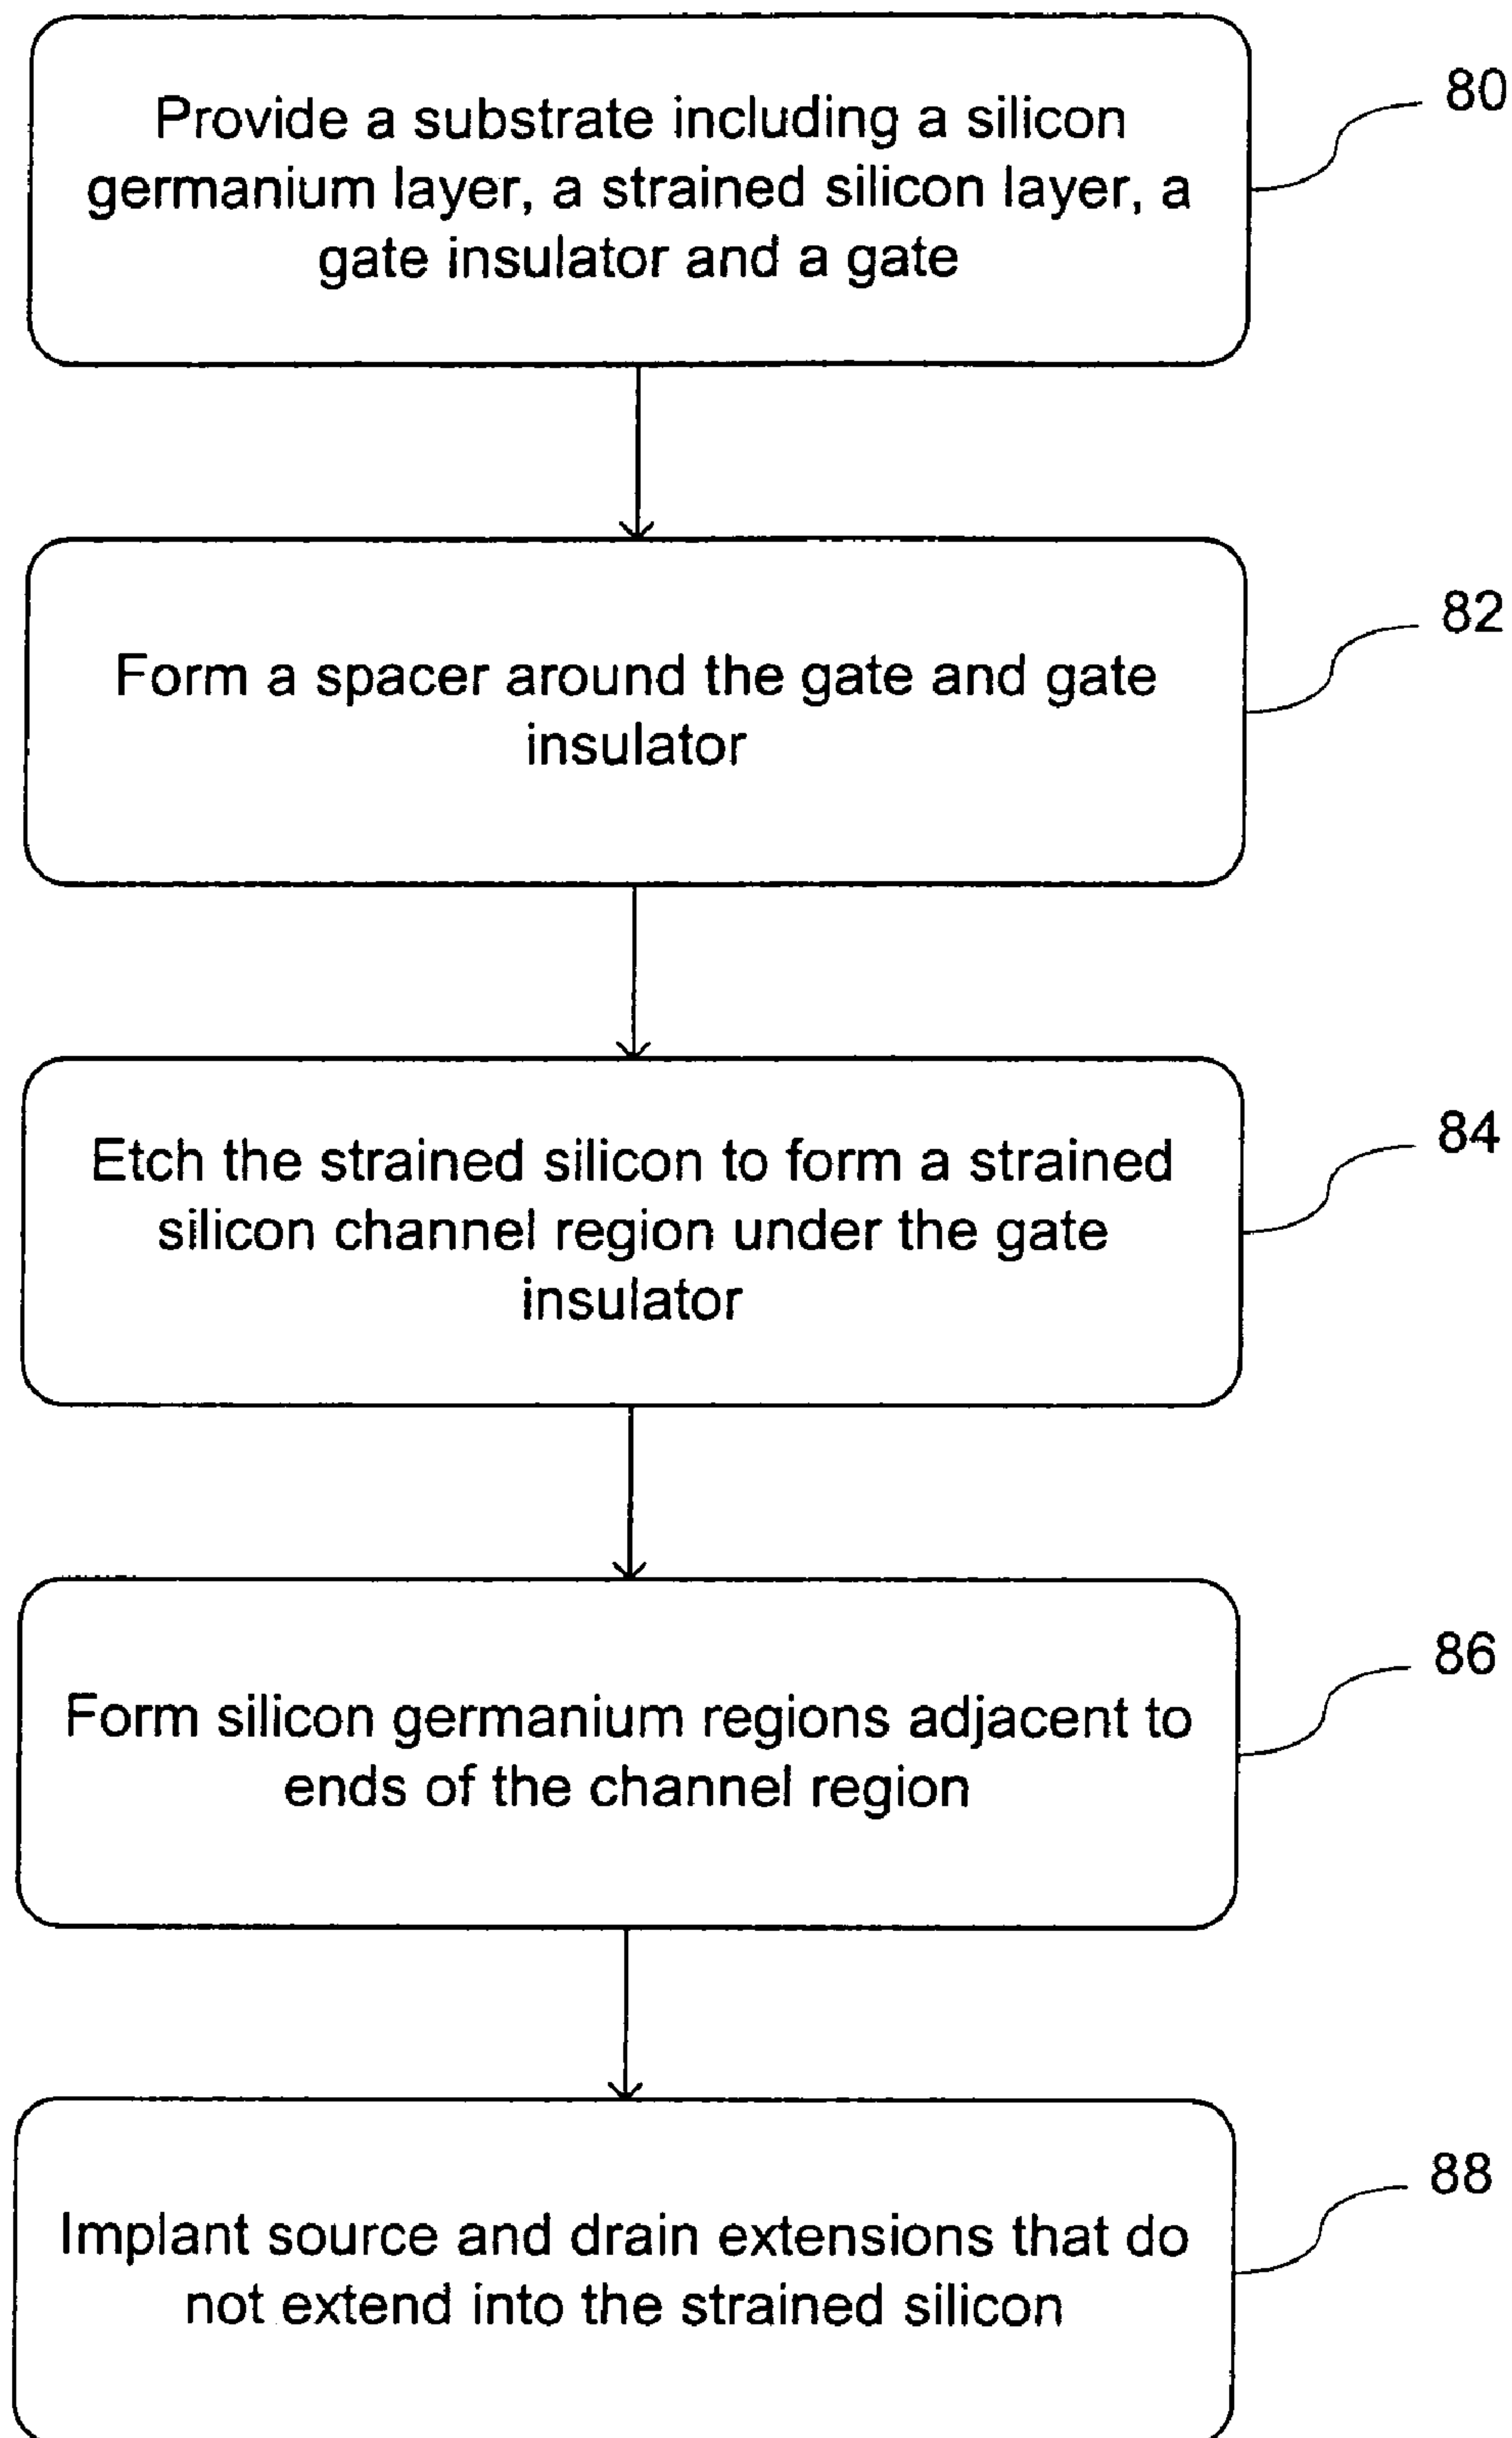 Provide a substrate including a silicon
germanium layer, a strained silicon layer, a
gate insulator and a gate
80
Form a spacer around the gate and gate
insulator
82
Etch the strained silicon to form a strained
silicon channel region under the gate
insulator
84
Form silicon germanium regions adjacent to
ends of the channel region
86
Implant source and drain extensions that do
not extend into the strained silicon
88